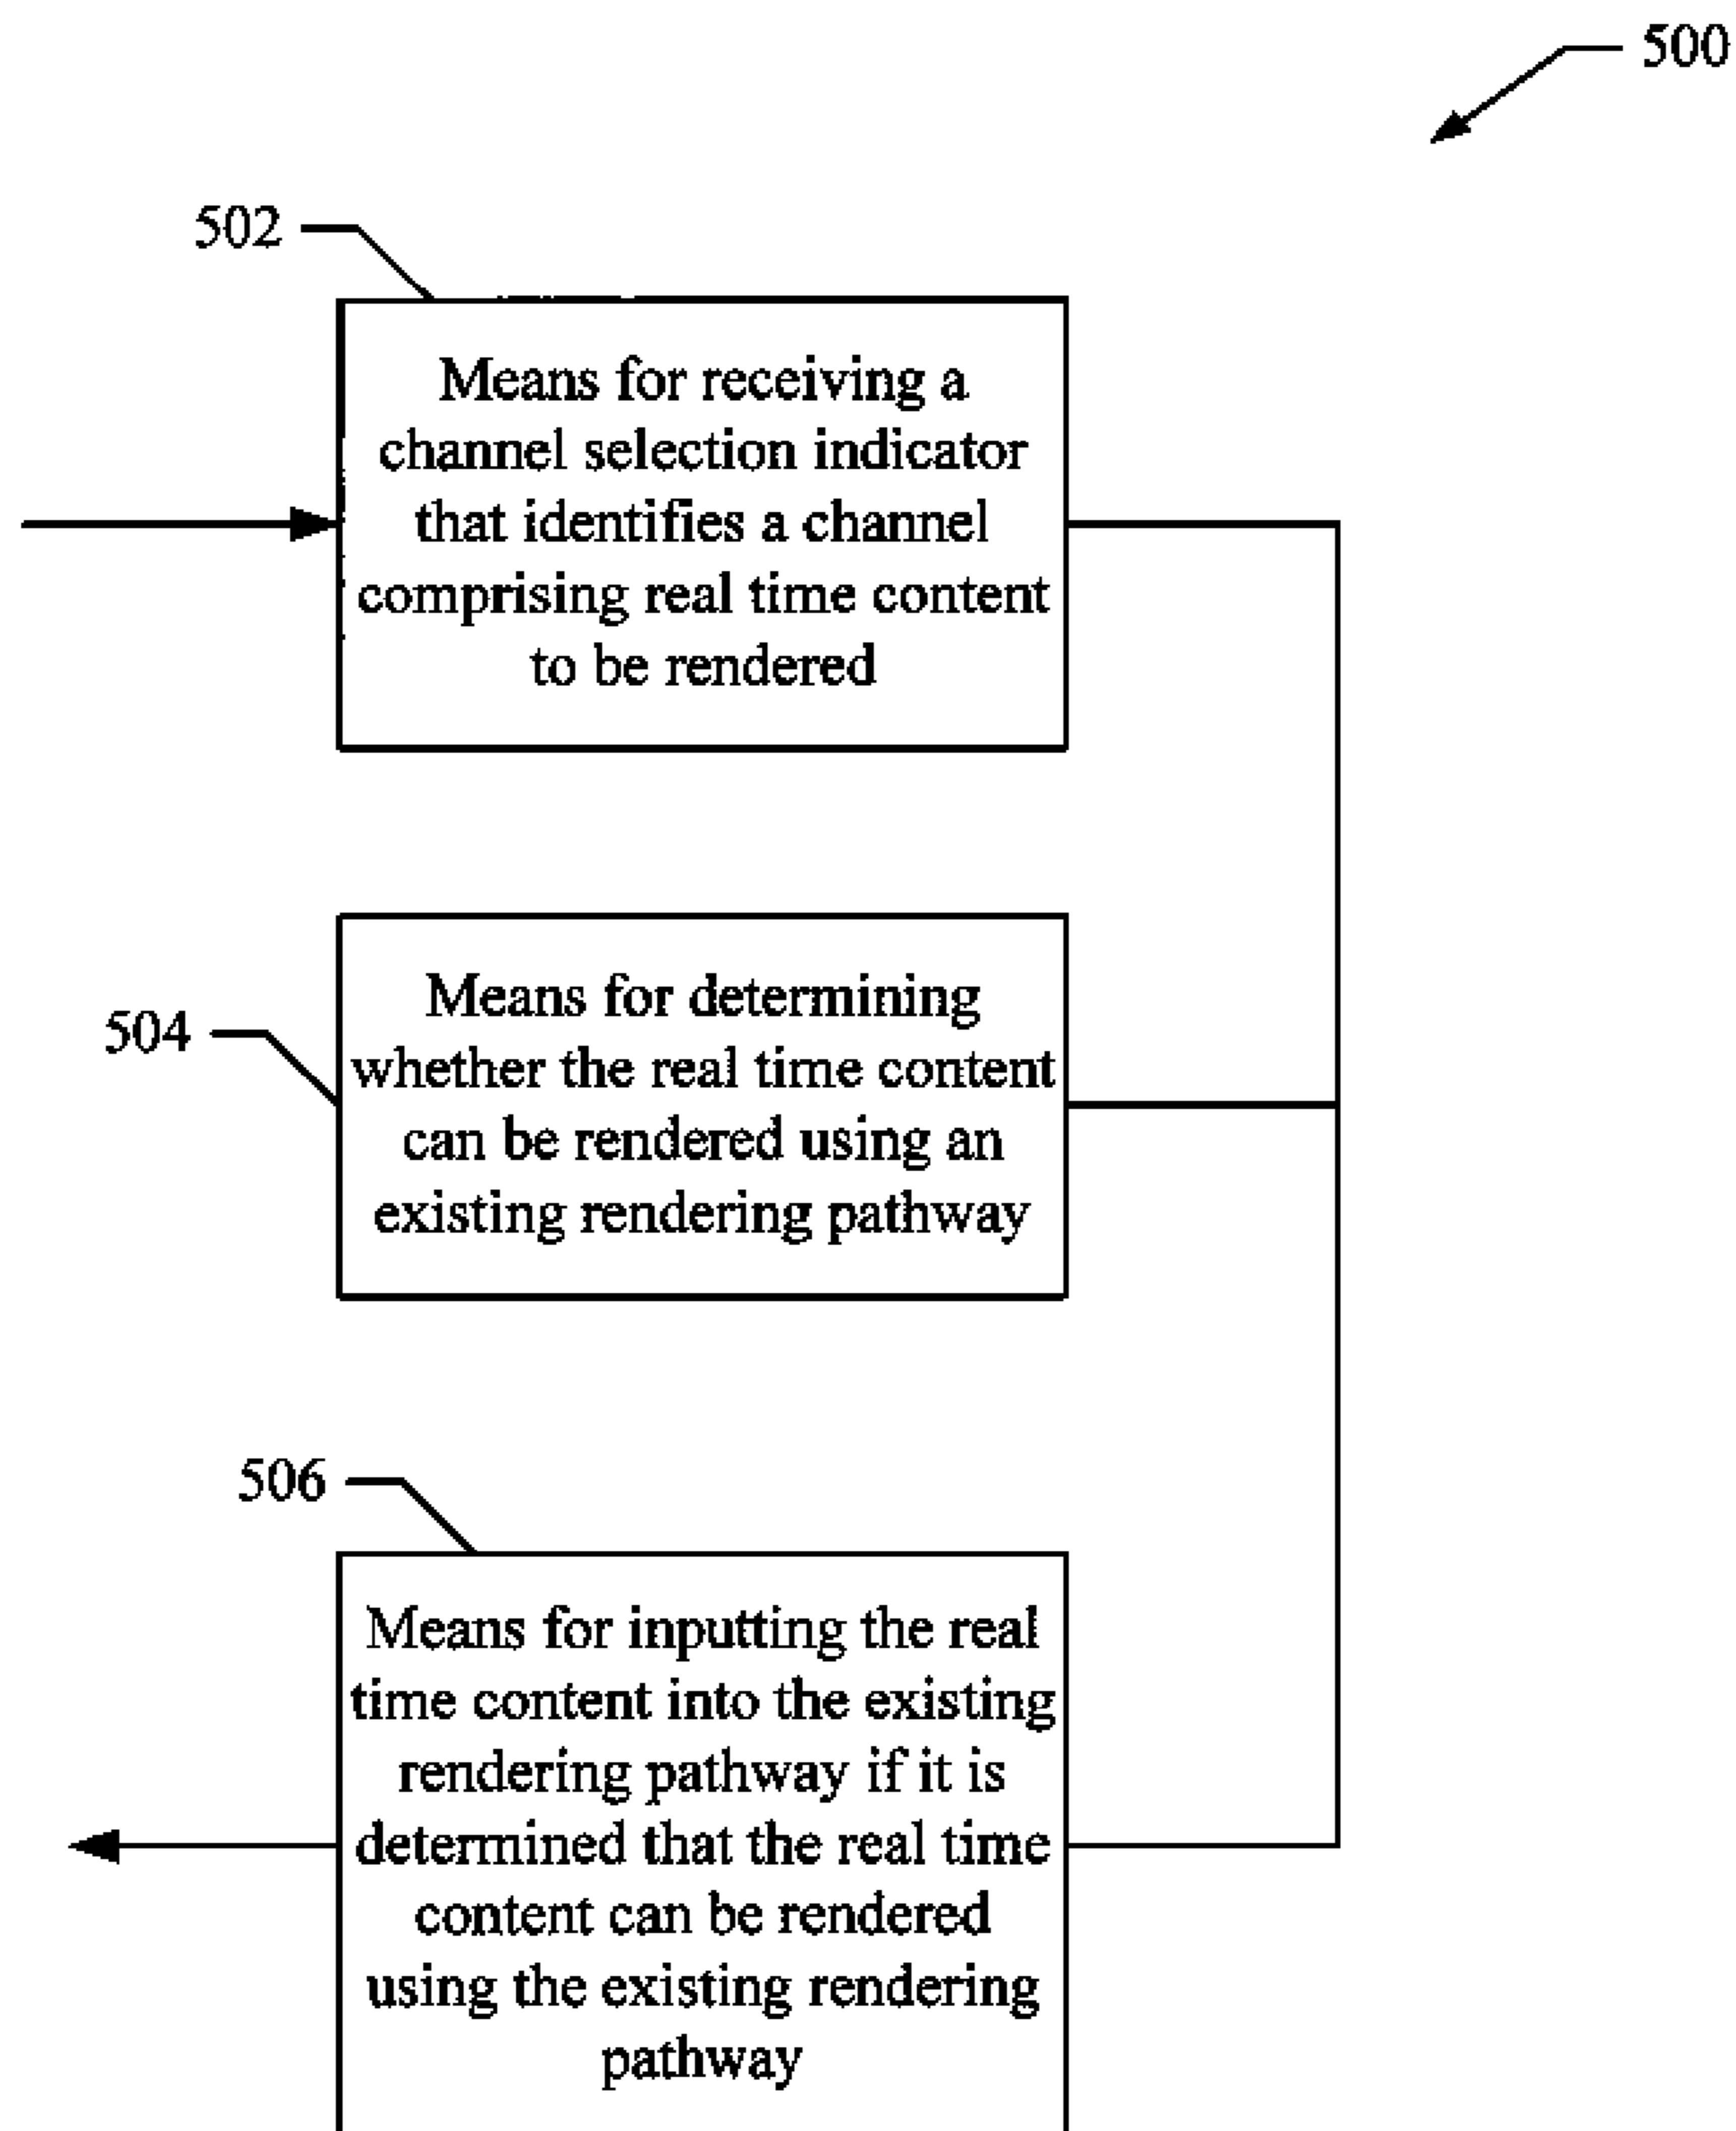 500
502
Means for receiving a
channel selection indicator
that identifies a channel
comprising real time content
to be rendered
504
Means for determining
whether the real time content
can be rendered using an
existing rendering pathway
506
Means for inputting the real
time content into the existing
rendering pathway if it is
determined that the real time
content can be rendered
using the existing rendering
pathway